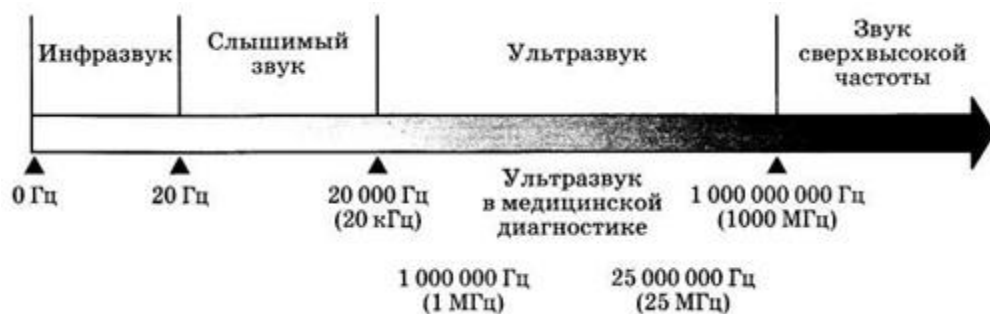 Инфразвук
Слышимый
звук
Ультразвук
Звук
сверхвысокой
частоты
0 Гц
20 Гц
20 000 Гц
(20 кГц)
Ультразвук
в медицинской
диагностике
1 000 000 000 Гц
(1000 МГц)
1 000 000 Гц
(1 МГц)
25 000 000 Гц
(25 МГц)